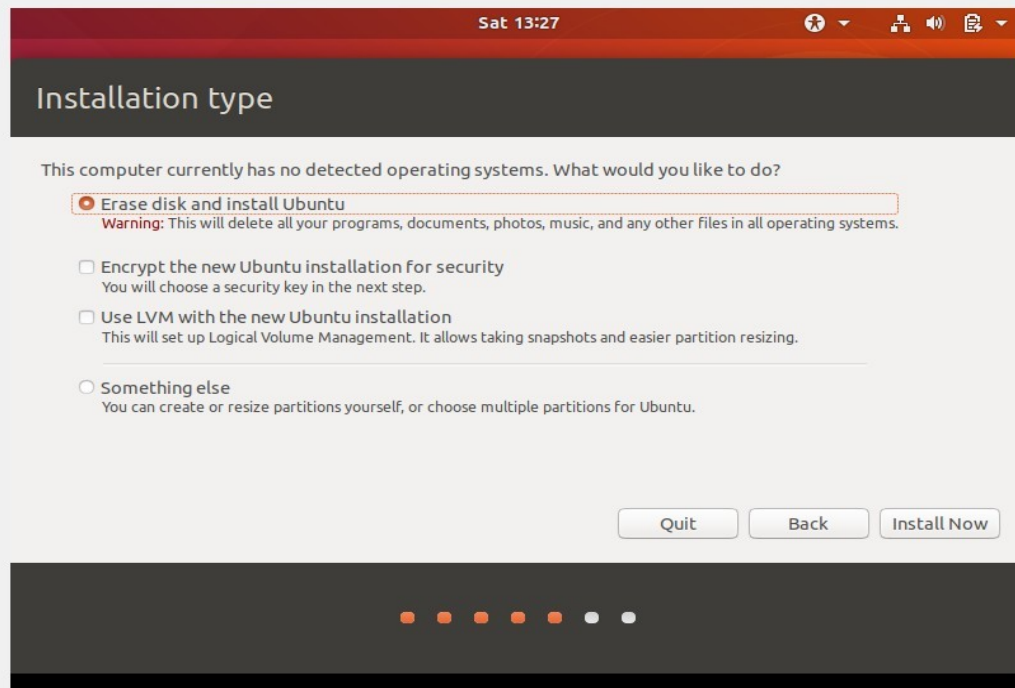 Sat 13:27
Installation type
This computer currently has no detected operating systems. What would you like to do?
Erase disk and install Ubuntu
Warning: This will delete all your programs, documents, photos, music, and any other files in all operating systems.
Encrypt the new Ubuntu installation for security
You will choose a security key in the next step.
Use LVM with the new Ubuntu installation
This will set up Logical Volume Management. It allows taking snapshots and easier partition resizing.
Something else
You can create or resize partitions yourself, or choose multiple partitions for Ubuntu.
Quit Back Install Now